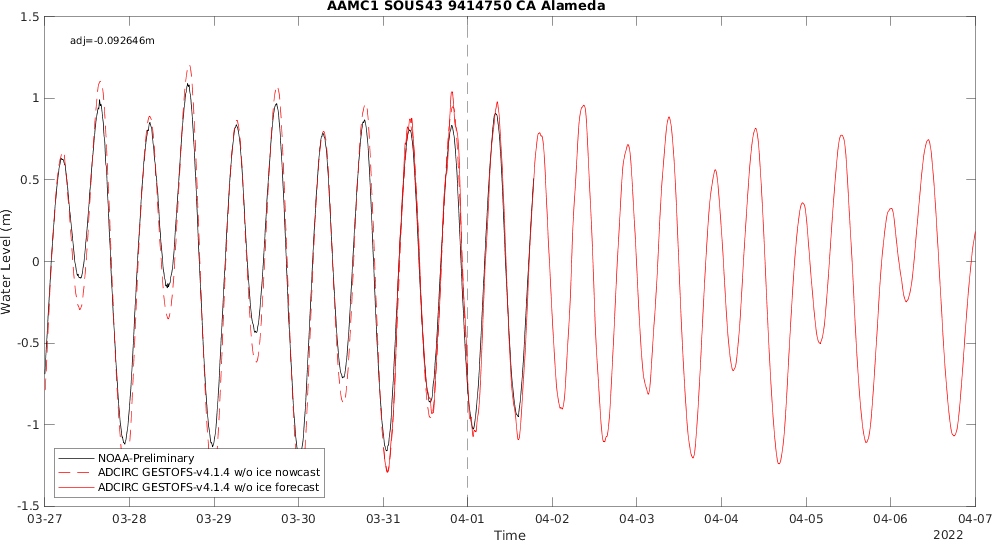 AAMC1 SOUS43 9414750 CA Alameda
adj=-0.092646m
1.5
1
0.5
0
-0.5
-1
-1.5
Water Level (m)
NOAA-Preliminary
ADCIRC GESTOFS-v4.1.4 w/o ice nowcast
ADCIRC GESTOFS-v4.1.4 w/o ice forecast
03-27 03-28 03-29 03-30 03-31 04-01 04-02 04-03 04-04 04-05 04-06 04-07
Time
2022